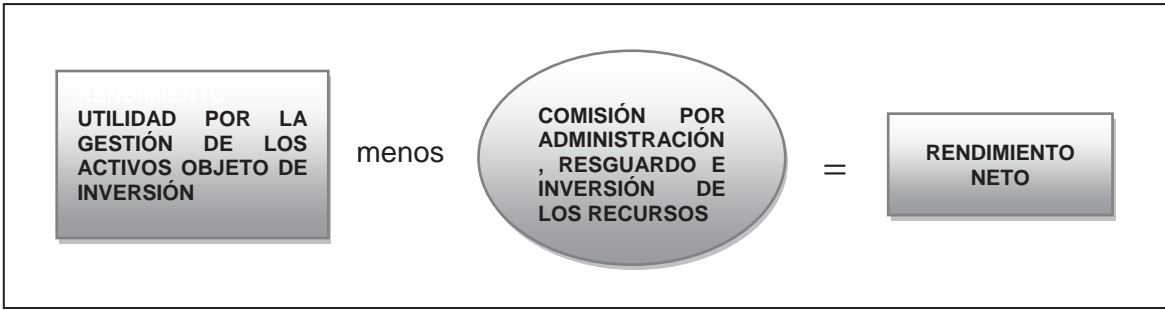 RENDIMIENTO
UTILIDAD POR LA
GESTIÓN DE LOS
ACTIVOS OBJETO DE
INVERSIÓN
menos
COMISIÓN POR
ADMINISTRACIÓN
, RESGUARDO E
INVERSIÓN DE
LOS RECURSOS
=
RENDIMIENTO
NETO